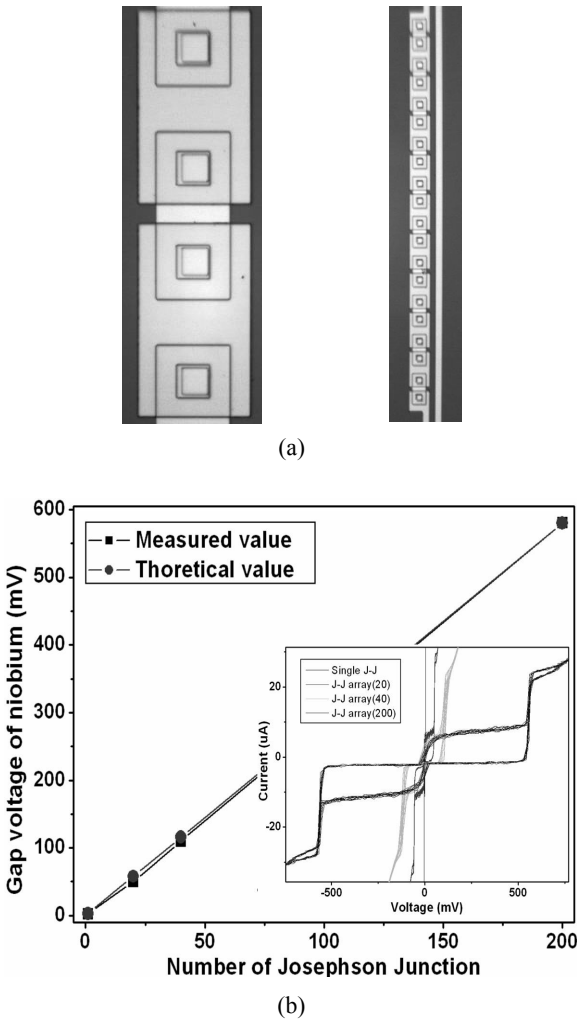 (a)
600
500
400
300
200
100
0
Gap voltage of niobium (mV)
Measured value
Thoretical value
Single J-J
J-J array(20)
J-J array(40)
J-J array(200)
20
0
-20
Current (uA)
-500 0 500
Voltage (mV)
0 50 100 150 200
Number of Josephson Junction
(b)